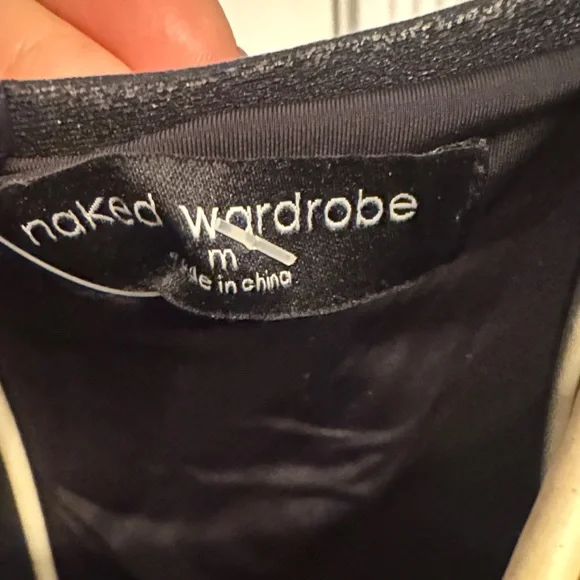 naked wardrobe
m
in china